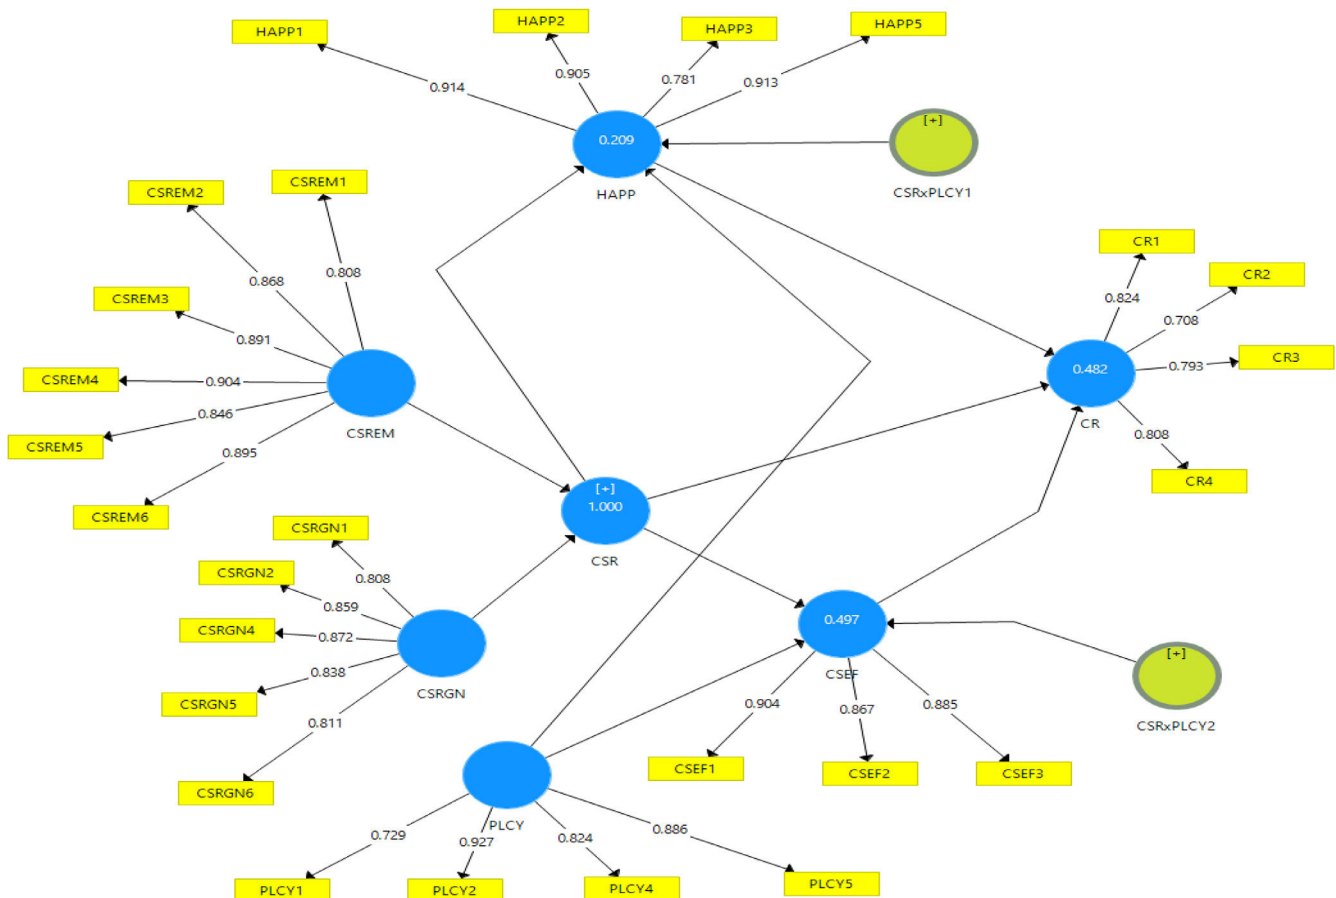 HAPP1
HAPP2
HAPP3
HAPP5
0.914
0.905
0.781
0.913
0.209
HAPP
[+]
CSRxPLCY1
CSREM2
CSREM1
CSREM3
CSREM4
CSREM5
CSREM6
0.868
0.808
0.891
0.904
0.846
0.895
CSREM
CR1
CR2
CR3
CR4
0.824
0.708
0.793
0.808
0.482
CR
[+]
1.000
CSR
CSRGN1
CSRGN2
CSRGN4
CSRGN5
CSRGN6
0.808
0.859
0.872
0.838
0.811
CSRGN
0.497
CSEF
0.904
0.867
0.885
CSEF1
CSEF2
CSEF3
[+]
CSRxPLCY2
PLCY
0.729
0.927
0.824
0.886
PLCY1
PLCY2
PLCY4
PLCY5